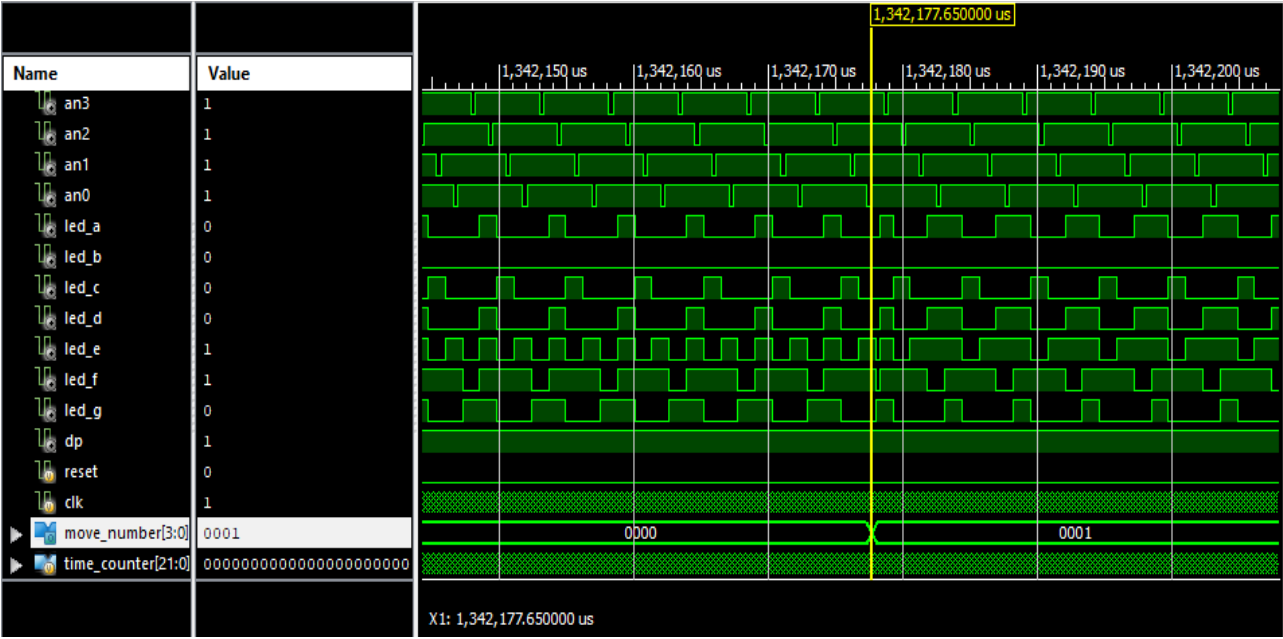 1,342,177.650000 us
Name Value
1,342,150 us 1,342,160 us 1,342,170 us 1,342,180 us 1,342,190 us 1,342,200 us
an3 1
an2 1
an1 1
an0 1
led_a 0
led_b 0
led_c 0
led_d 0
led_e 1
led_f 1
led_g 0
dp 1
reset 0
clk 1
move_number[3:0] 0001 0000 0001
time_counter[21:0] 0000000000000000000000
X1: 1,342,177.650000 us